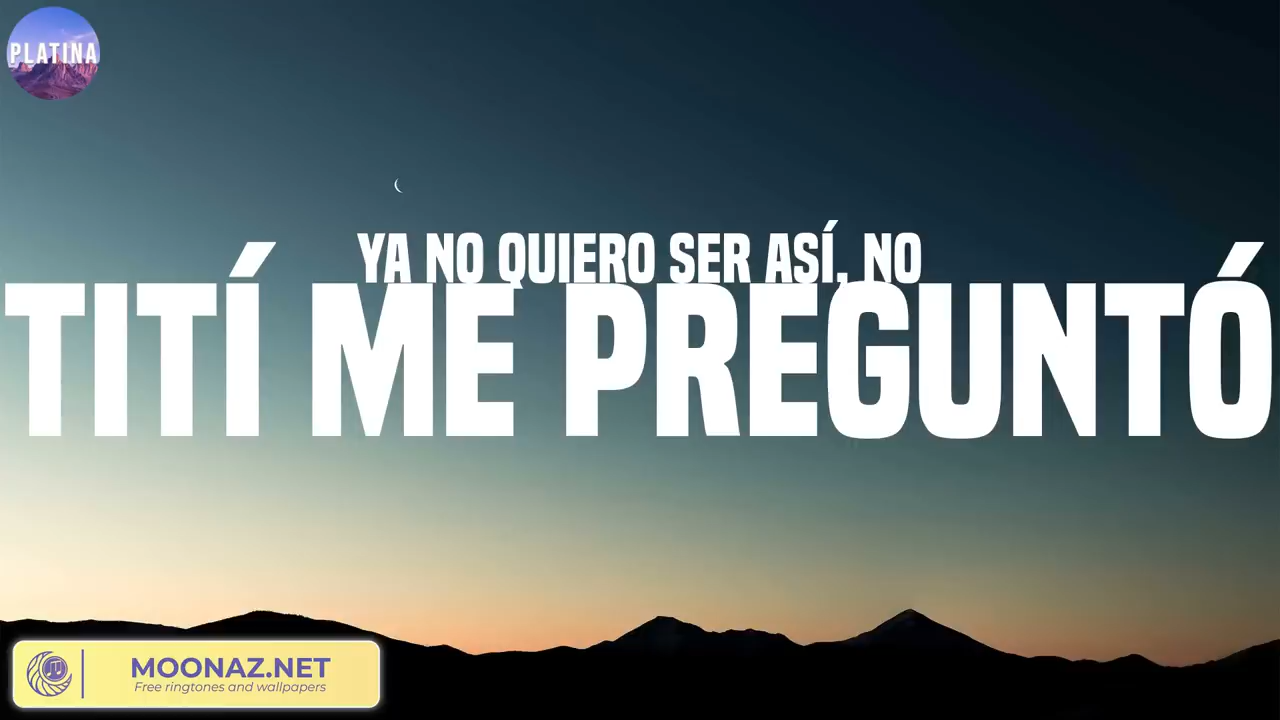 PLATINA
YA NO QUIERO SER ASÍ, NO
TITÍ ME PREGUNTÓ
MOONAZ.NET
Free ringtones and wallpapers